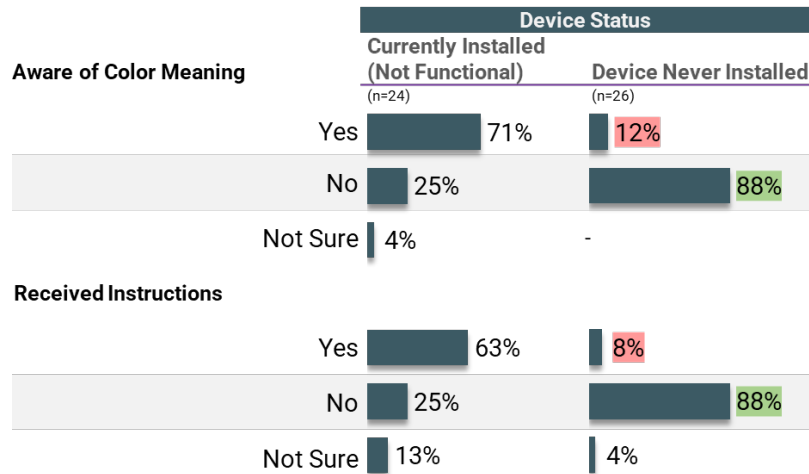 Device Status
Currently Installed
(Not Functional)
Device Never Installed
Aware of Color Meaning
(n=24)
(n=26)
Yes 71% 12%
No 25% 88%
Not Sure 4% -
Received Instructions
Yes 63% 8%
No 25% 88%
Not Sure 13% 4%